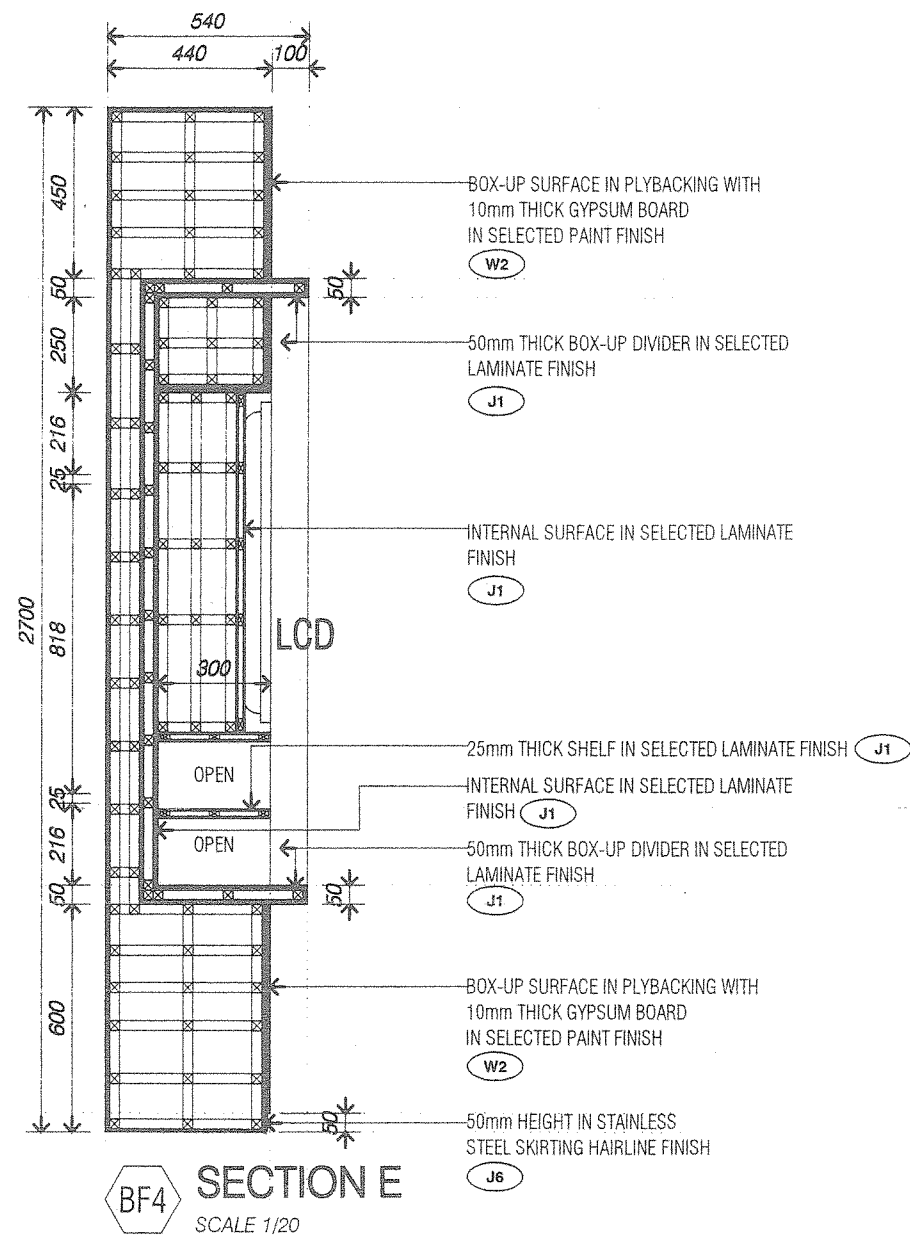 540
440
100
450
50
250
216
25
2700
818
25
216
50
600
50
BOX-UP SURFACE IN PLYBACKING WITH
10mm THICK GYPSUM BOARD
IN SELECTED PAINT FINISH
W2
50mm THICK BOX-UP DIVIDER IN SELECTED
LAMINATE FINISH
J1
INTERNAL SURFACE IN SELECTED LAMINATE
FINISH
J1
LCD
300
25mm THICK SHELF IN SELECTED LAMINATE FINISH J1
OPEN
INTERNAL SURFACE IN SELECTED LAMINATE
FINISH J1
OPEN
50mm THICK BOX-UP DIVIDER IN SELECTED
LAMINATE FINISH
J1
50
BOX-UP SURFACE IN PLYBACKING WITH
10mm THICK GYPSUM BOARD
IN SELECTED PAINT FINISH
W2
50
50mm HEIGHT IN STAINLESS
STEEL SKIRTING HAIRLINE FINISH
J6
BF4
SECTION E
SCALE 1/20